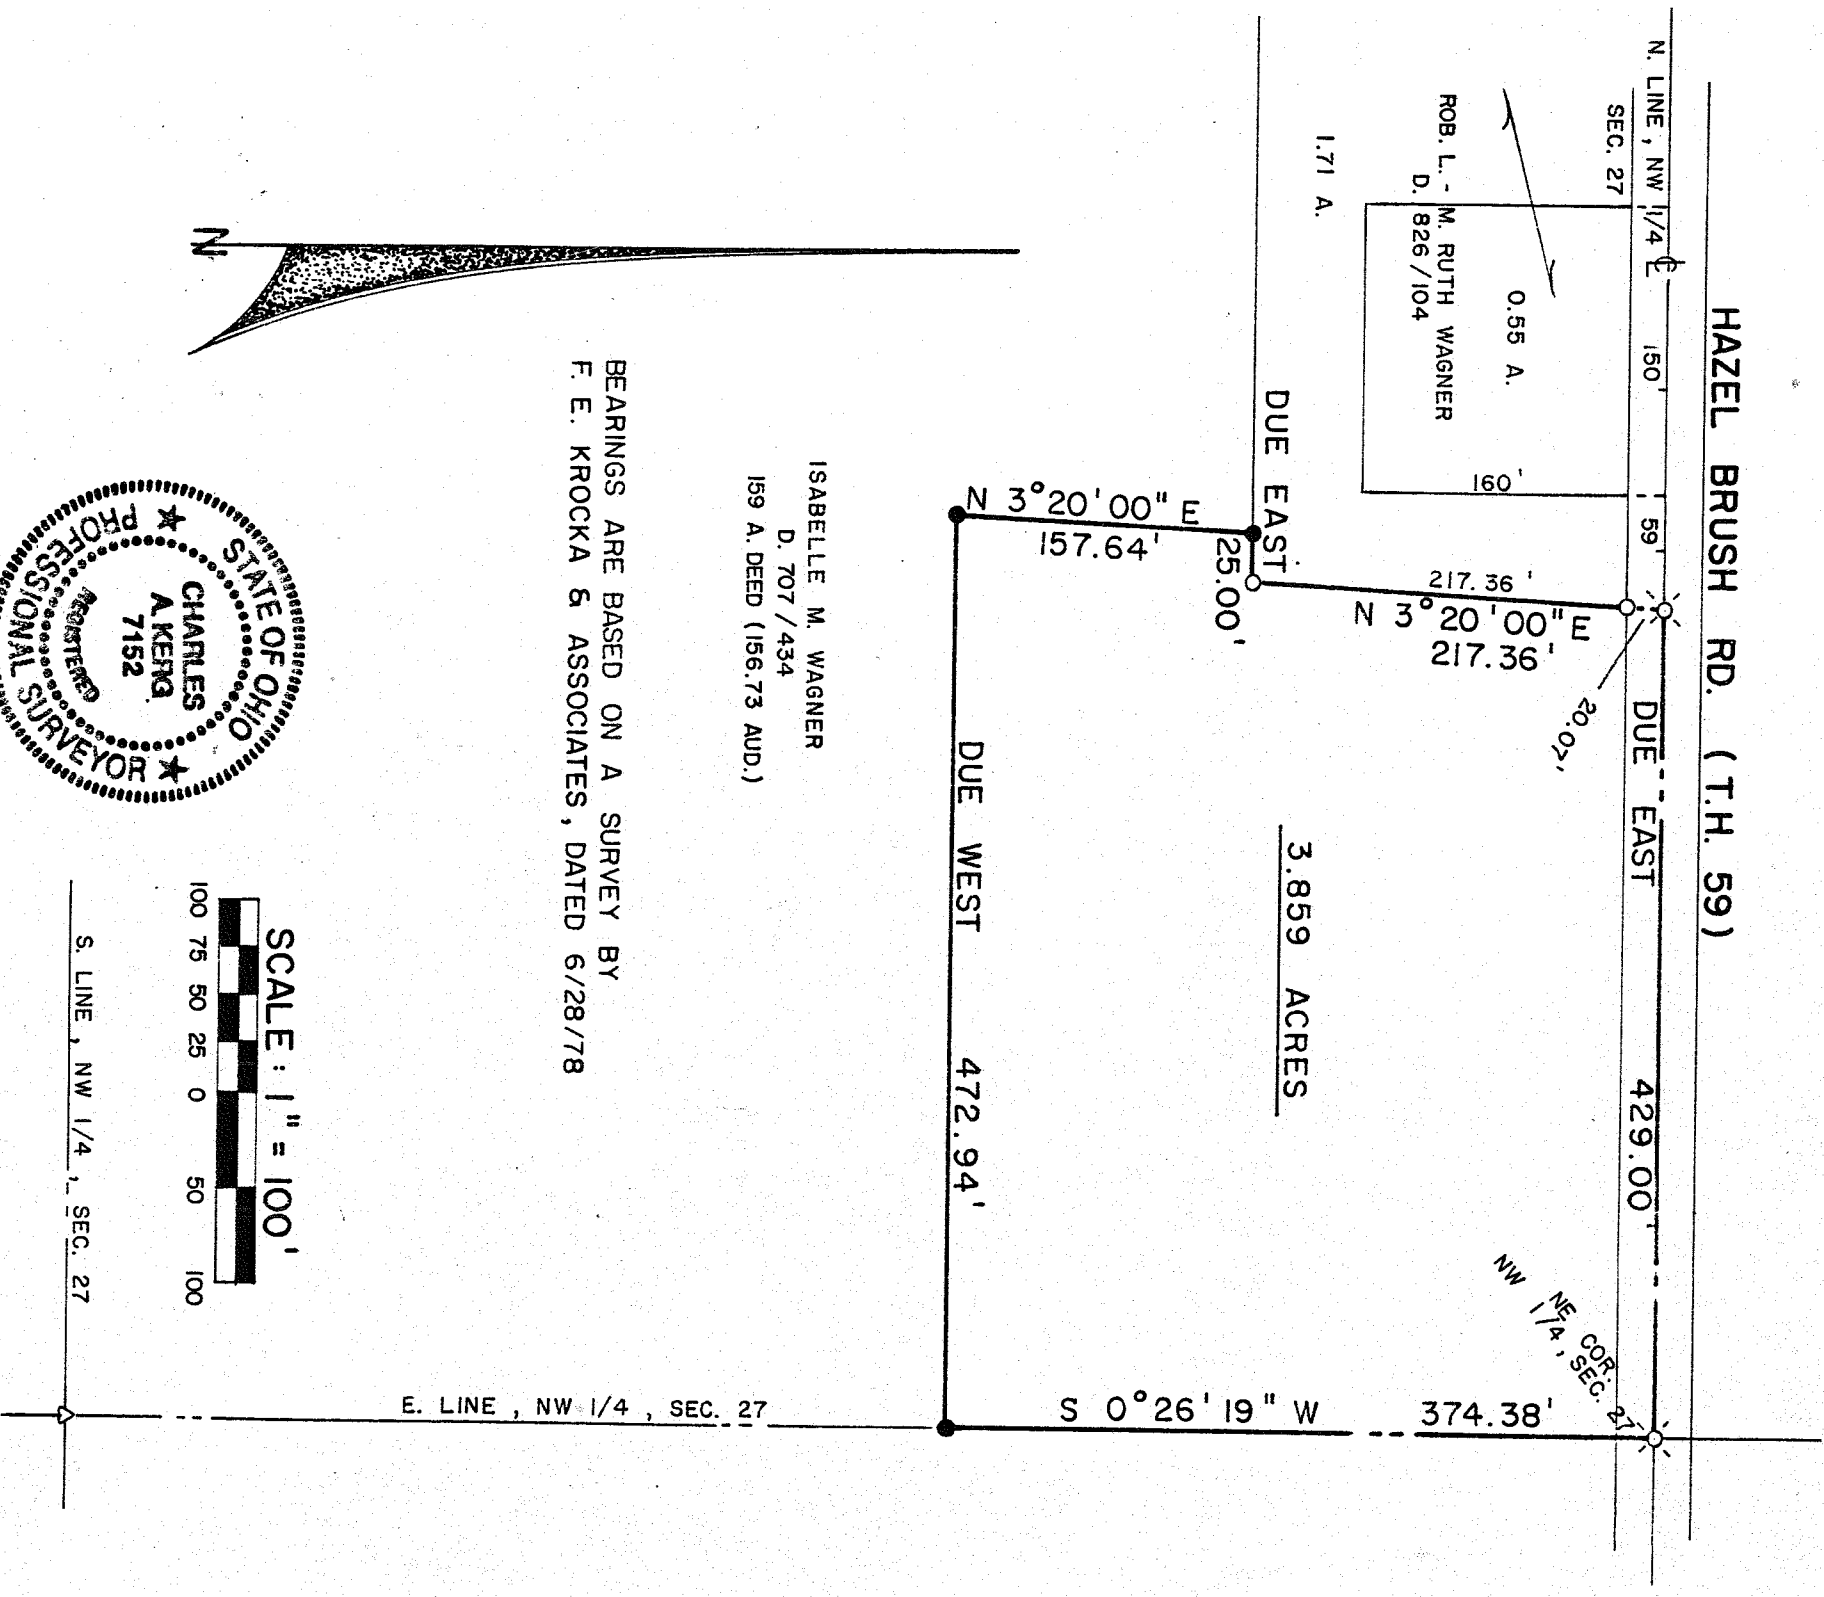 HAZEL BRUSH RD. (T.H. 59)
N. LINE, NW 1/4
SEC. 27
150'
59'
20.02'
DUE EAST 429.00'
NE COR.
NW 1/4, SEC. 27
160'
0.55 A.
ROB. L. - M. RUTH WAGNER
D. 826/104
1.71 A.
217.36'
N 3°20'00" E
217.36'
DUE EAST
25.00'
3.859 ACRES
N 3°20'00" E
157.64'
DUE WEST 472.94'
S 0°26'19" W 374.38'
ISABELLE M. WAGNER
D. 707/434
159 A. DEED (156.73 AUD.)
BEARINGS ARE BASED ON A SURVEY BY
F. E. KROCKA & ASSOCIATES, DATED 6/28/78
E. LINE, NW 1/4, SEC. 27
N
SCALE: 1" = 100'
100 75 50 25 0 50 100
STATE OF OHIO
CHARLES
A. KERG
7152
REGISTERED
PROFESSIONAL SURVEYOR
S. LINE, NW 1/4, SEC. 27